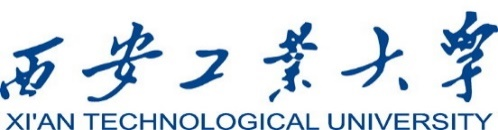 西安工业大学
XI'AN TECHNOLOGICAL UNIVERSITY